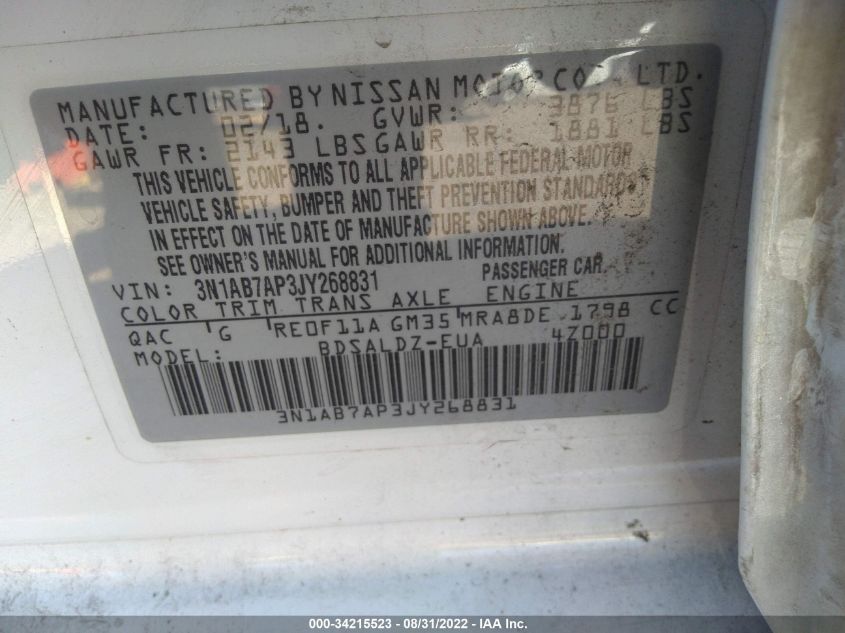 MANUFACTURED BY NISSAN MOTOR CO., LTD.
DATE: 02/18. GVWR: 3876 LBS
GAWR FR: 2143 LBS GAWR RR: 1881 LBS
THIS VEHICLE CONFORMS TO ALL APPLICABLE FEDERAL MOTOR
VEHICLE SAFETY, BUMPER AND THEFT PREVENTION STANDARDS
IN EFFECT ON THE DATE OF MANUFACTURE SHOWN ABOVE.
SEE OWNER'S MANUAL FOR ADDITIONAL INFORMATION.
VIN: 3N1AB7AP3JY268831 PASSENGER CAR
COLOR TRIM TRANS AXLE ENGINE
QAC G RE0F11A GM35 MRA8DE 1798 CC
MODEL: BDSALDZ-EUA 4Z000
3N1AB7AP3JY268831
000-34215523 - 08/31/2022 - IAA Inc.